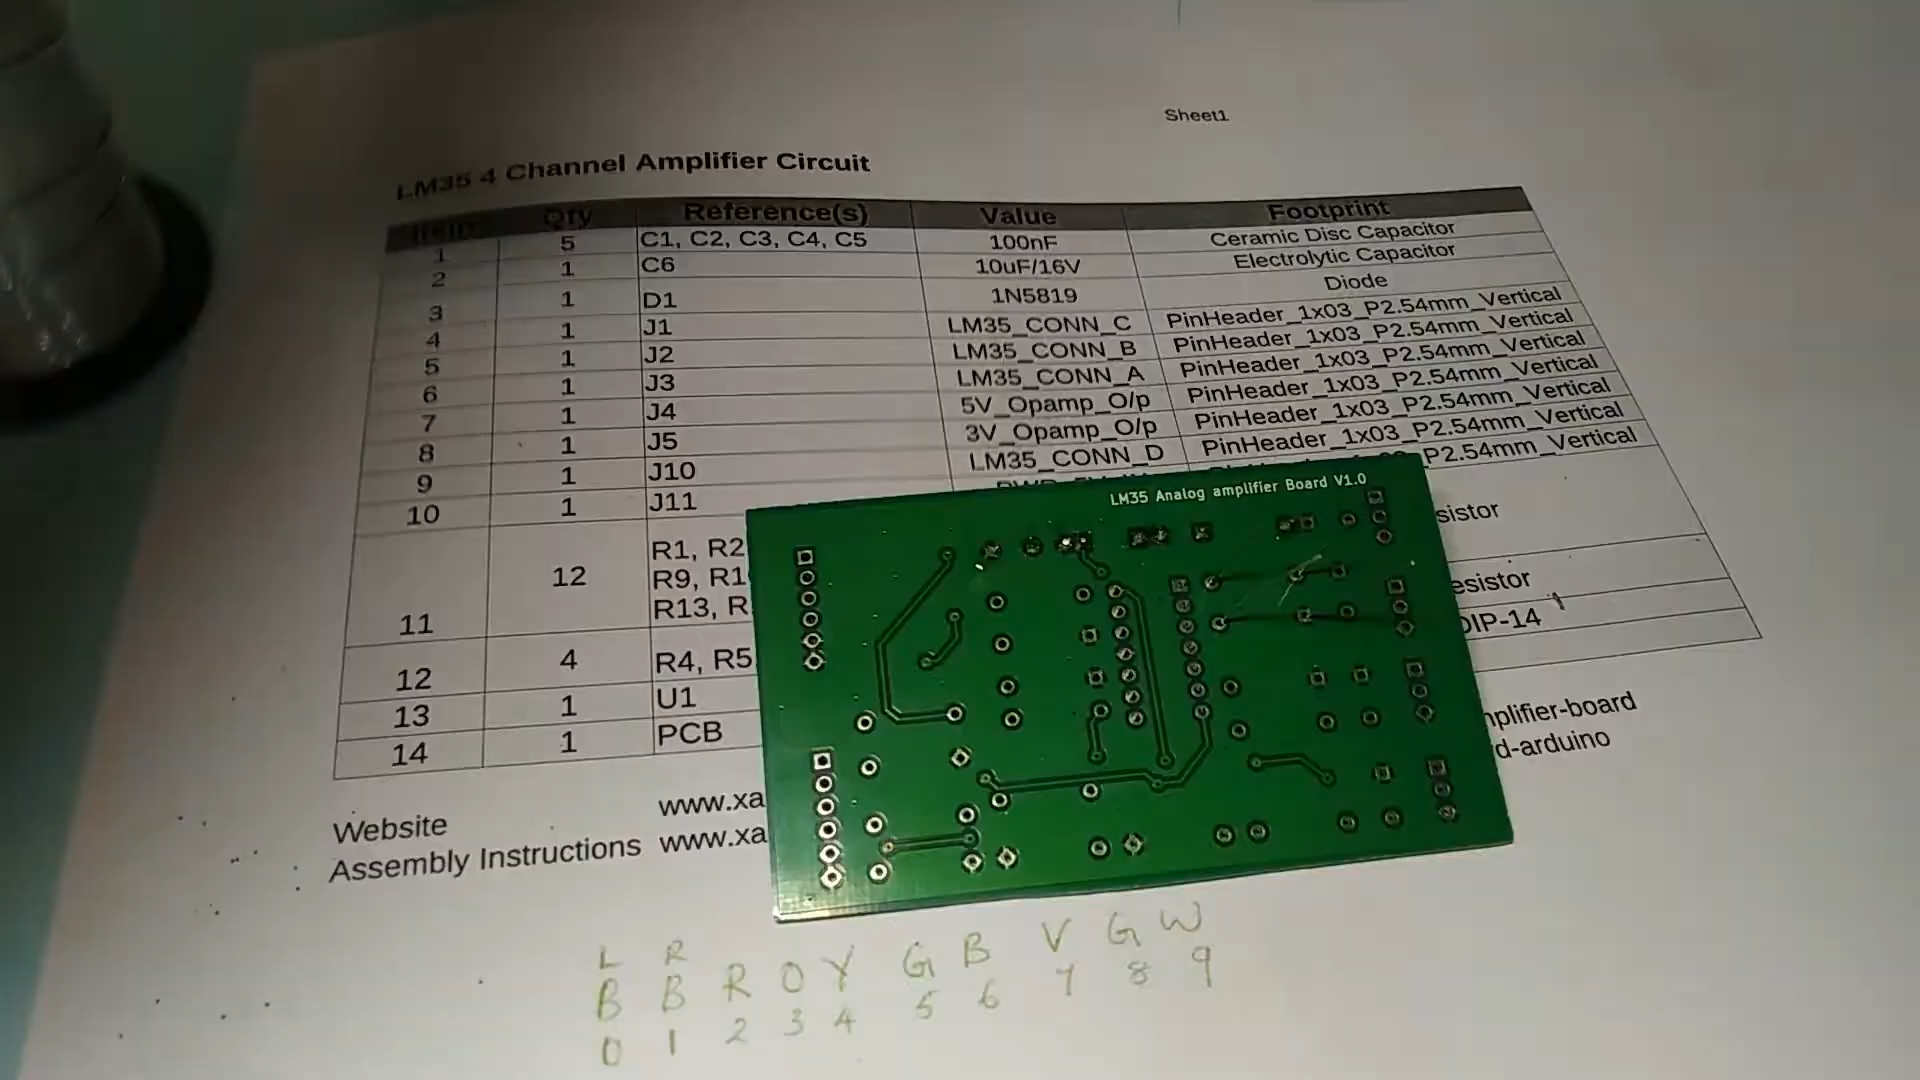 Sheet1
LM35 4 Channel Amplifier Circuit
Qty Reference(s) Value Footprint
1 5 C1, C2, C3, C4, C5 100nF Ceramic Disc Capacitor
2 1 C6 10uF/16V Electrolytic Capacitor
3 1 D1 1N5819 Diode
4 1 J1 LM35_CONN_C PinHeader_1x03_P2.54mm_Vertical
5 1 J2 LM35_CONN_B PinHeader_1x03_P2.54mm_Vertical
6 1 J3 LM35_CONN_A PinHeader_1x03_P2.54mm_Vertical
7 1 J4 5V_Opamp_O/p PinHeader_1x03_P2.54mm_Vertical
8 1 J5 3V_Opamp_O/p PinHeader_1x03_P2.54mm_Vertical
9 1 J10 LM35_CONN_D PinHeader_1x03_P2.54mm_Vertical
10 1 J11 P2.54mm_Vertical
LM35 Analog amplifier Board V1.0
R1, R2 sistor
11 12 R9, R1
R13, R esistor
12 4 R4, R5 DIP-14
13 1 U1
14 1 PCB
Website www.xa mplifier-board
Assembly Instructions www.xa d-arduino
L R
B B R O Y G B V G W
0 1 2 3 4 5 6 7 8 9